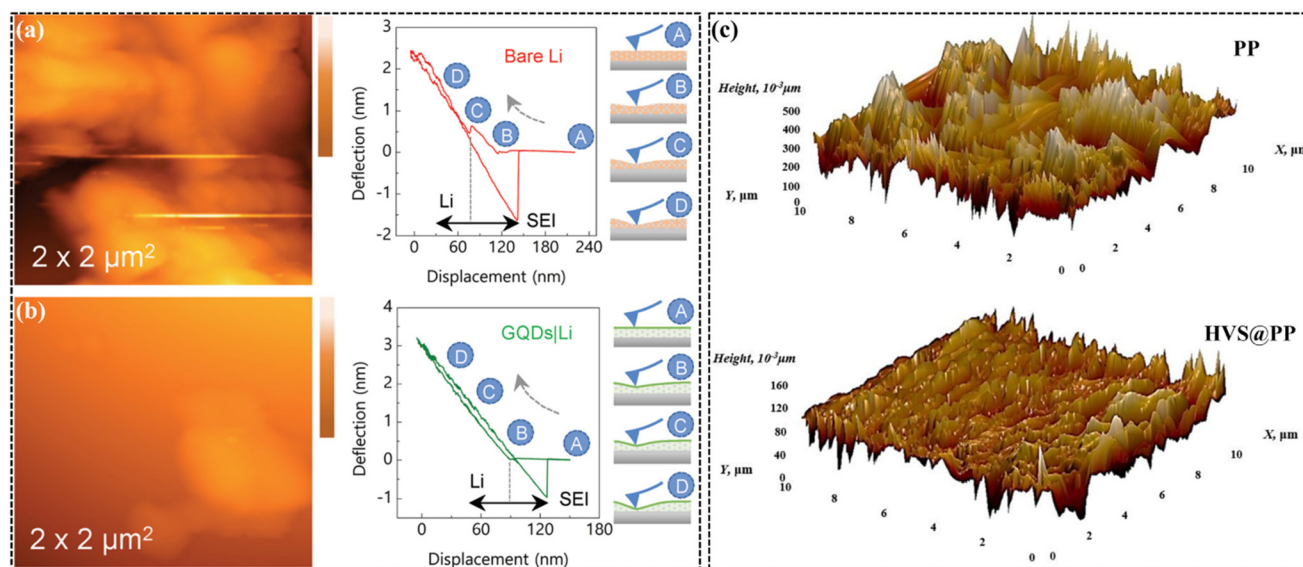 (a)
2 x 2 μm²
Bare Li
Deflection (nm)
3
2
1
0
-1
-2
D
C
B
A
Li
SEI
0 60 120 180 240
Displacement (nm)
A
B
C
D
(b)
2 x 2 μm²
GQDs|Li
Deflection (nm)
4
3
2
1
0
-1
D
C
B
A
Li
SEI
0 60 120 180
Displacement (nm)
A
B
C
D
(c)
PP
Height, 10⁻³μm
500
400
300
200
100
0
Y, μm
10
8
6
4
2
0
0
2
4
6
8
10
X, μm
HVS@PP
Height, 10⁻³μm
160
120
80
40
0
Y, μm
10
8
6
4
2
0
0
2
4
6
8
10
X, μm